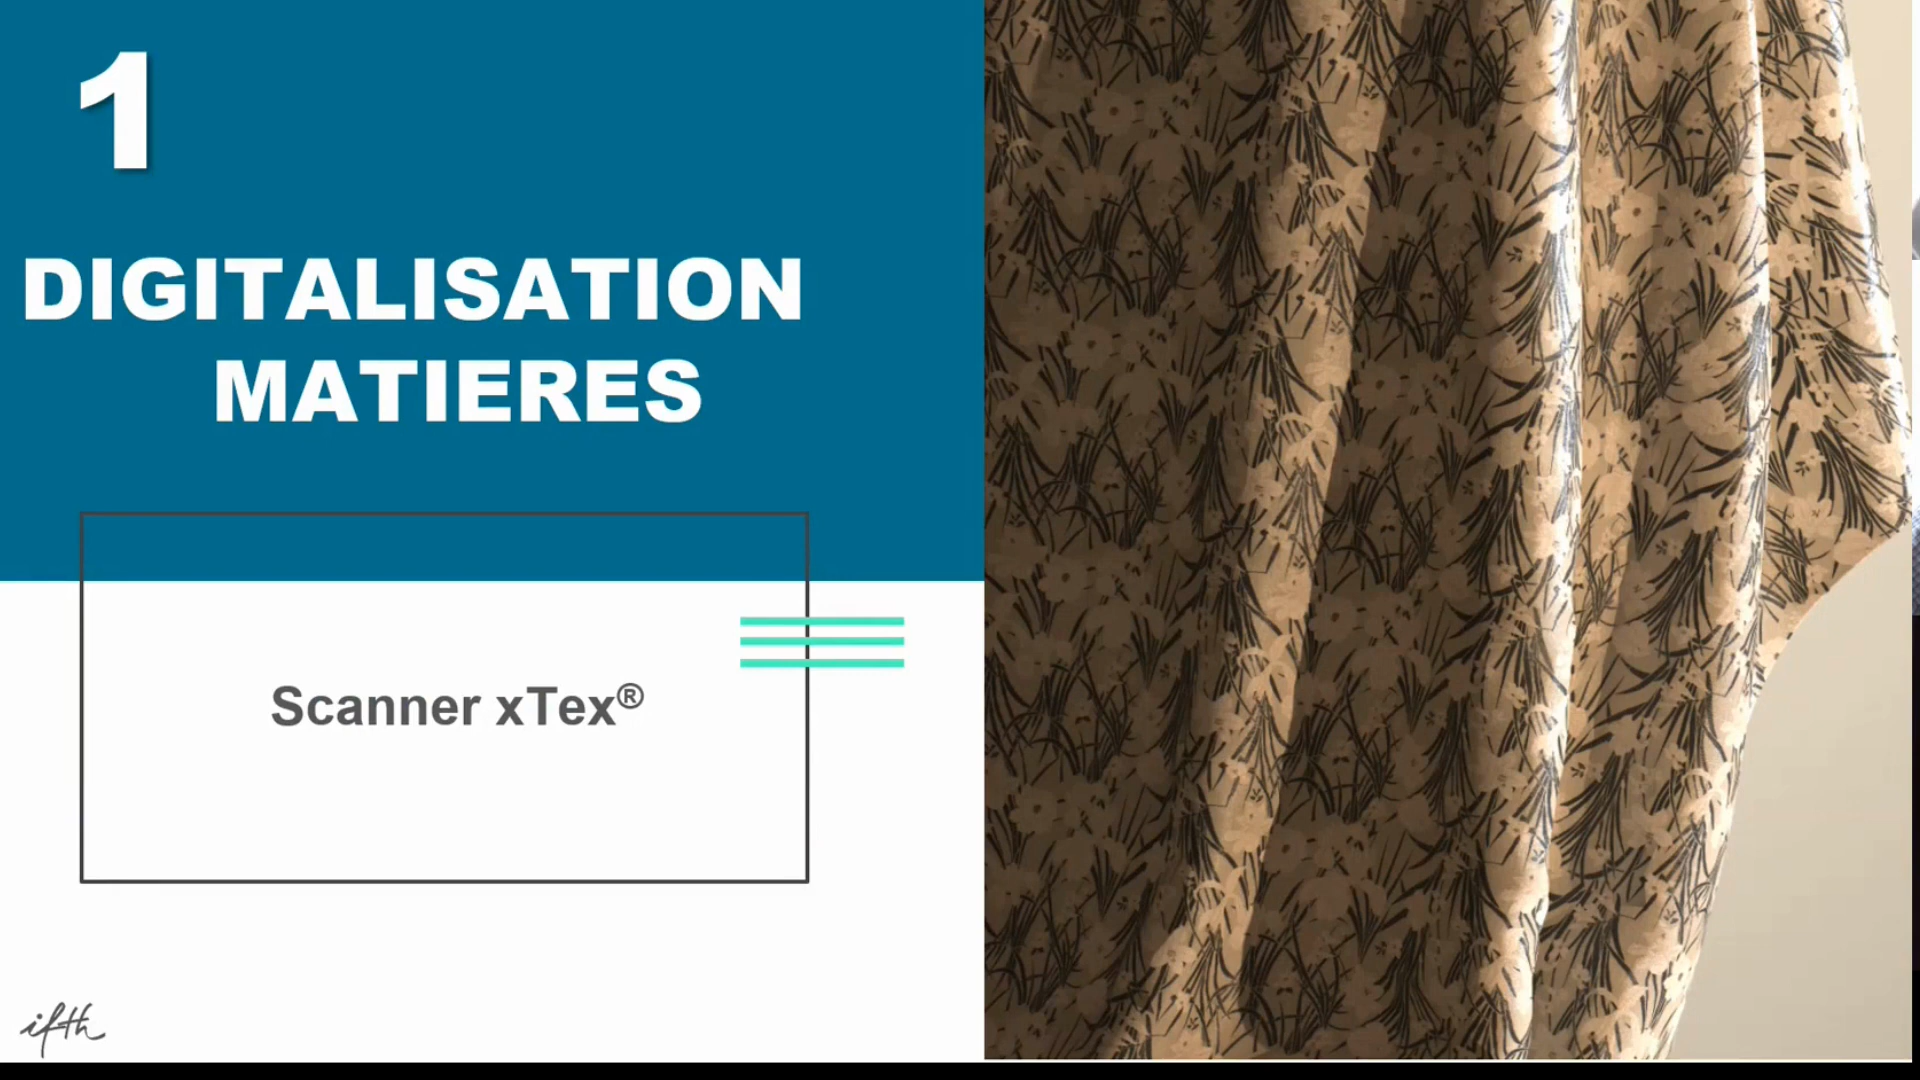 1
DIGITALISATION
MATIERES
Scanner xTex®
ifth